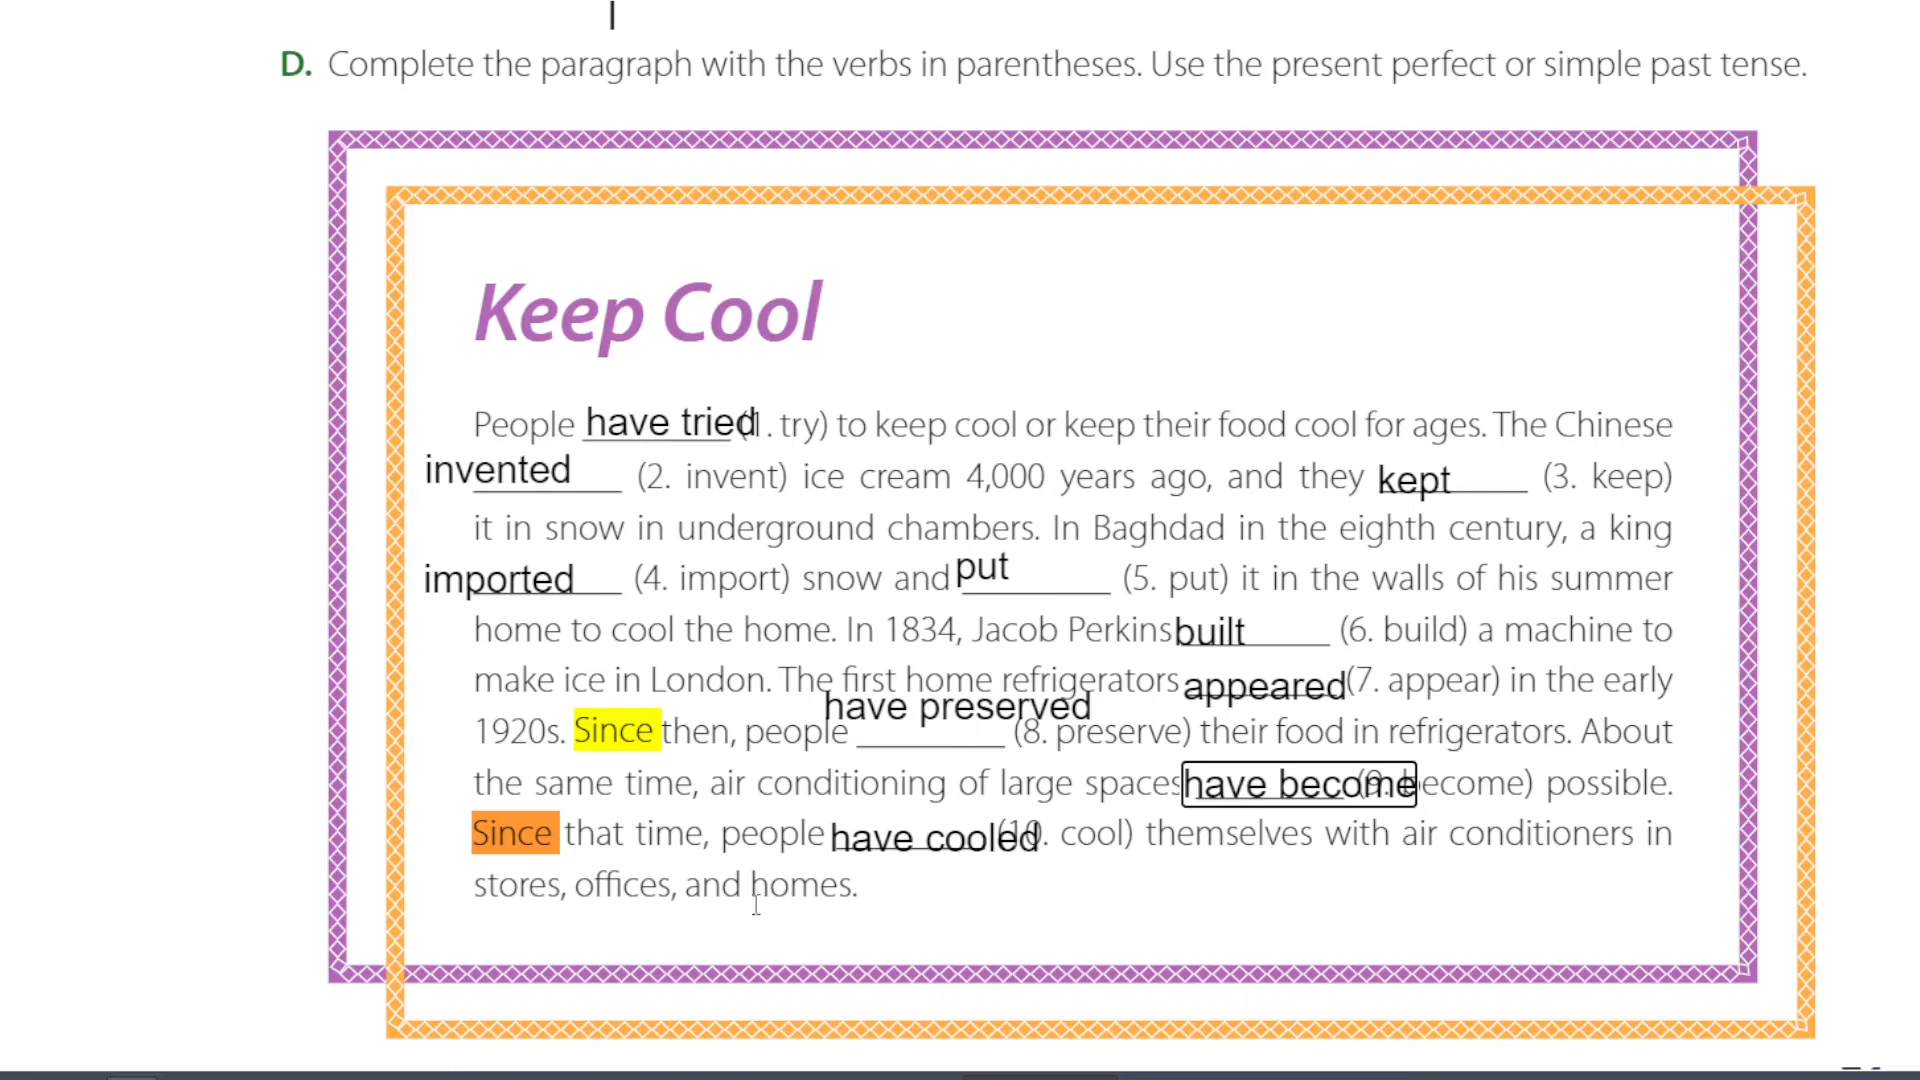 D. Complete the paragraph with the verbs in parentheses. Use the present perfect or simple past tense.
Keep Cool
People have tried (1. try) to keep cool or keep their food cool for ages. The Chinese
invented (2. invent) ice cream 4,000 years ago, and they kept (3. keep)
it in snow in underground chambers. In Baghdad in the eighth century, a king
imported (4. import) snow and put (5. put) it in the walls of his summer
home to cool the home. In 1834, Jacob Perkins built (6. build) a machine to
make ice in London. The first home refrigerators appeared (7. appear) in the early
1920s. Since then, people have preserved (8. preserve) their food in refrigerators. About
the same time, air conditioning of large spaces have become (9. become) possible.
Since that time, people have cooled (10. cool) themselves with air conditioners in
stores, offices, and homes.